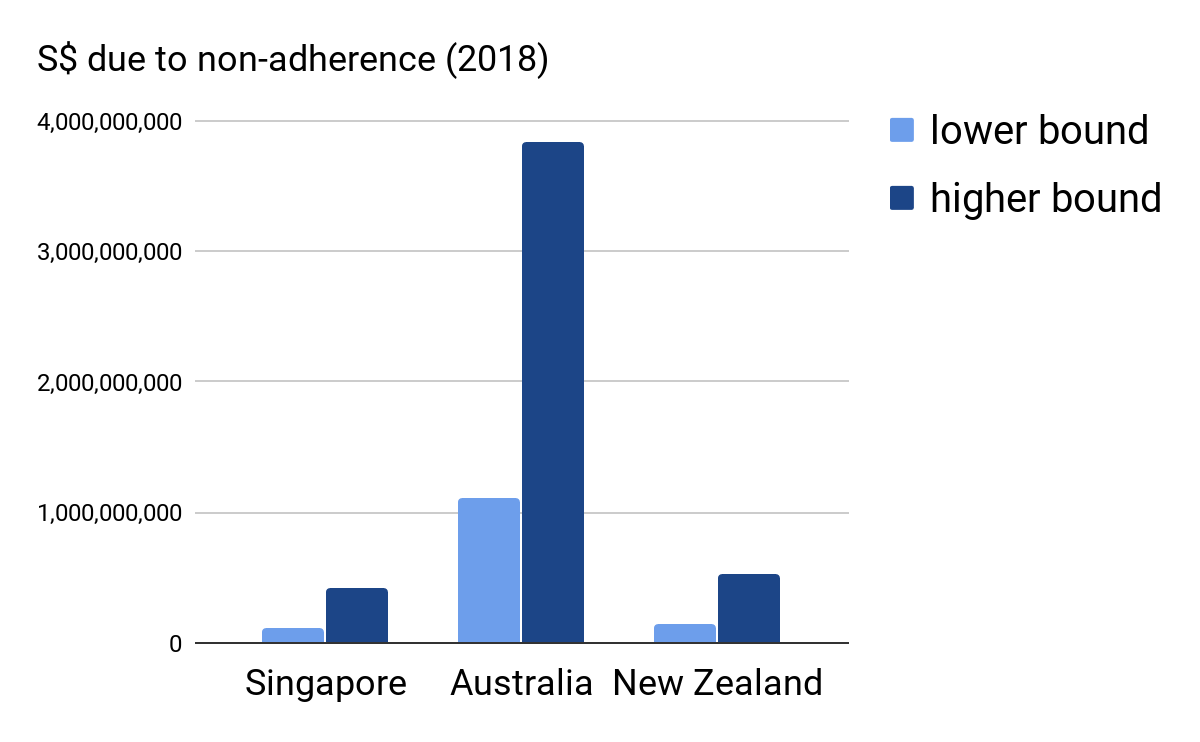 S$ due to non-adherence (2018)
4,000,000,000
3,000,000,000
2,000,000,000
1,000,000,000
0
Singapore
Australia
New Zealand
lower bound
higher bound